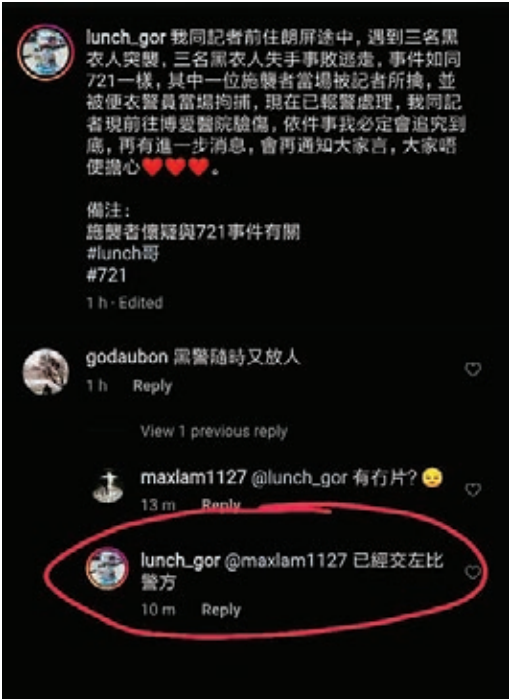 lunch_gor 我同記者前住朗屏途中，遇到三名黑
衣人突襲，三名黑衣人失手事敗逃走，事件如同
721一樣，其中一位施襲者當場被記者所擒，並
被便衣警員當場拘捕，現在已報警處理，我同記
者現前往博愛醫院驗傷，依件事我必定會追究到
底，再有進一步消息，會再通知大家言，大家唔
使擔心❤️❤️❤️。
備注：
施襲者懷疑與721事件有關
#lunch哥
#721
1 h · Edited
godaubon 黑警隨時又放人
1 h Reply
View 1 previous reply
maxlam1127 @lunch_gor 有冇片？😔
13 m Reply
lunch_gor @maxlam1127 已經交左比
警方
10 m Reply